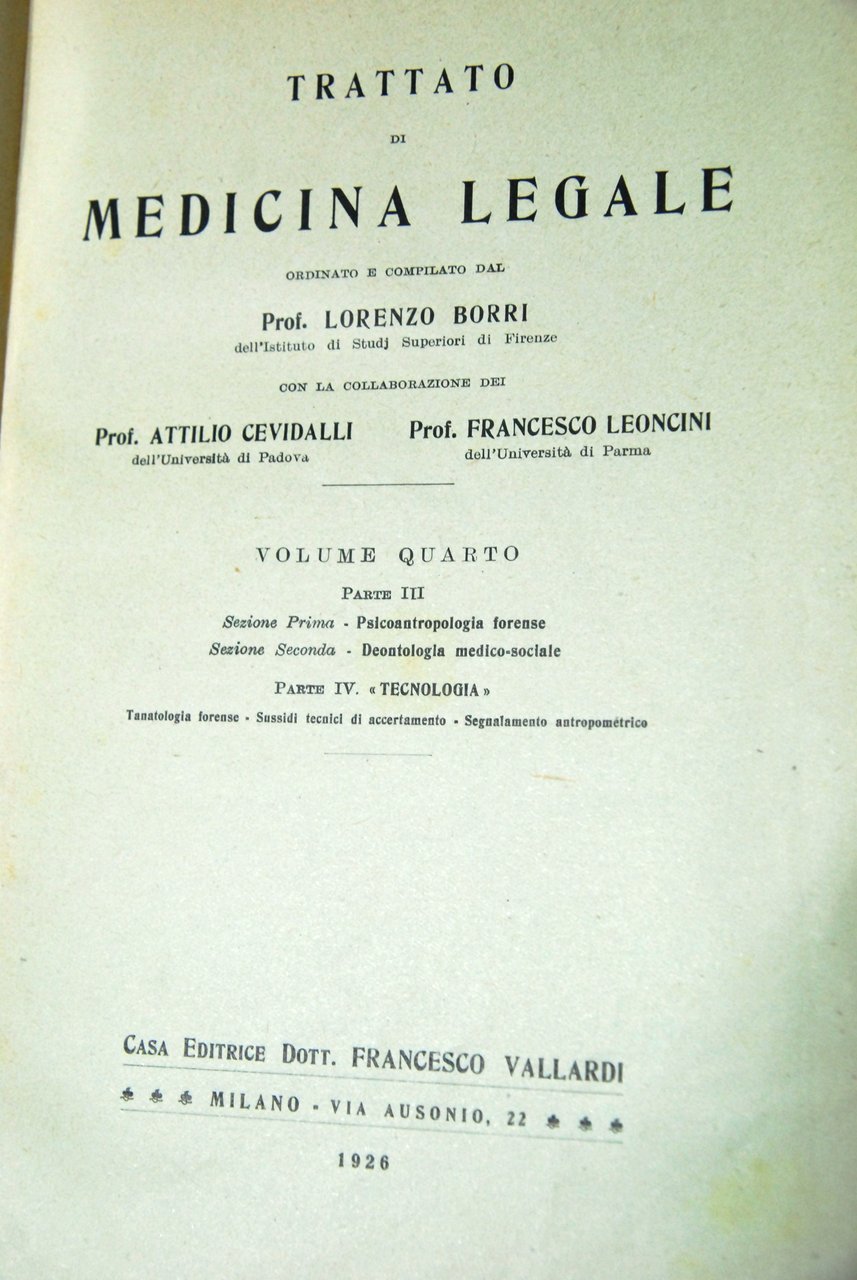 TRATTATO
DI
MEDICINA LEGALE
ORDINATO E COMPILATO DAL
Prof. LORENZO BORRI
dell'Istituto di Studj Superiori di Firenze
CON LA COLLABORAZIONE DEI
Prof. ATTILIO CEVIDALLI
dell'Università di Padova
Prof. FRANCESCO LEONCINI
dell'Università di Parma
VOLUME QUARTO
PARTE III
Sezione Prima - Psicoantropologia forense
Sezione Seconda - Deontologia medico-sociale
PARTE IV. «TECNOLOGIA»
Tanatologia forense - Sussidi tecnici di accertamento - Segnalamento antropométrico
CASA EDITRICE DOTT. FRANCESCO VALLARDI
MILANO - VIA AUSONIO, 22
1926